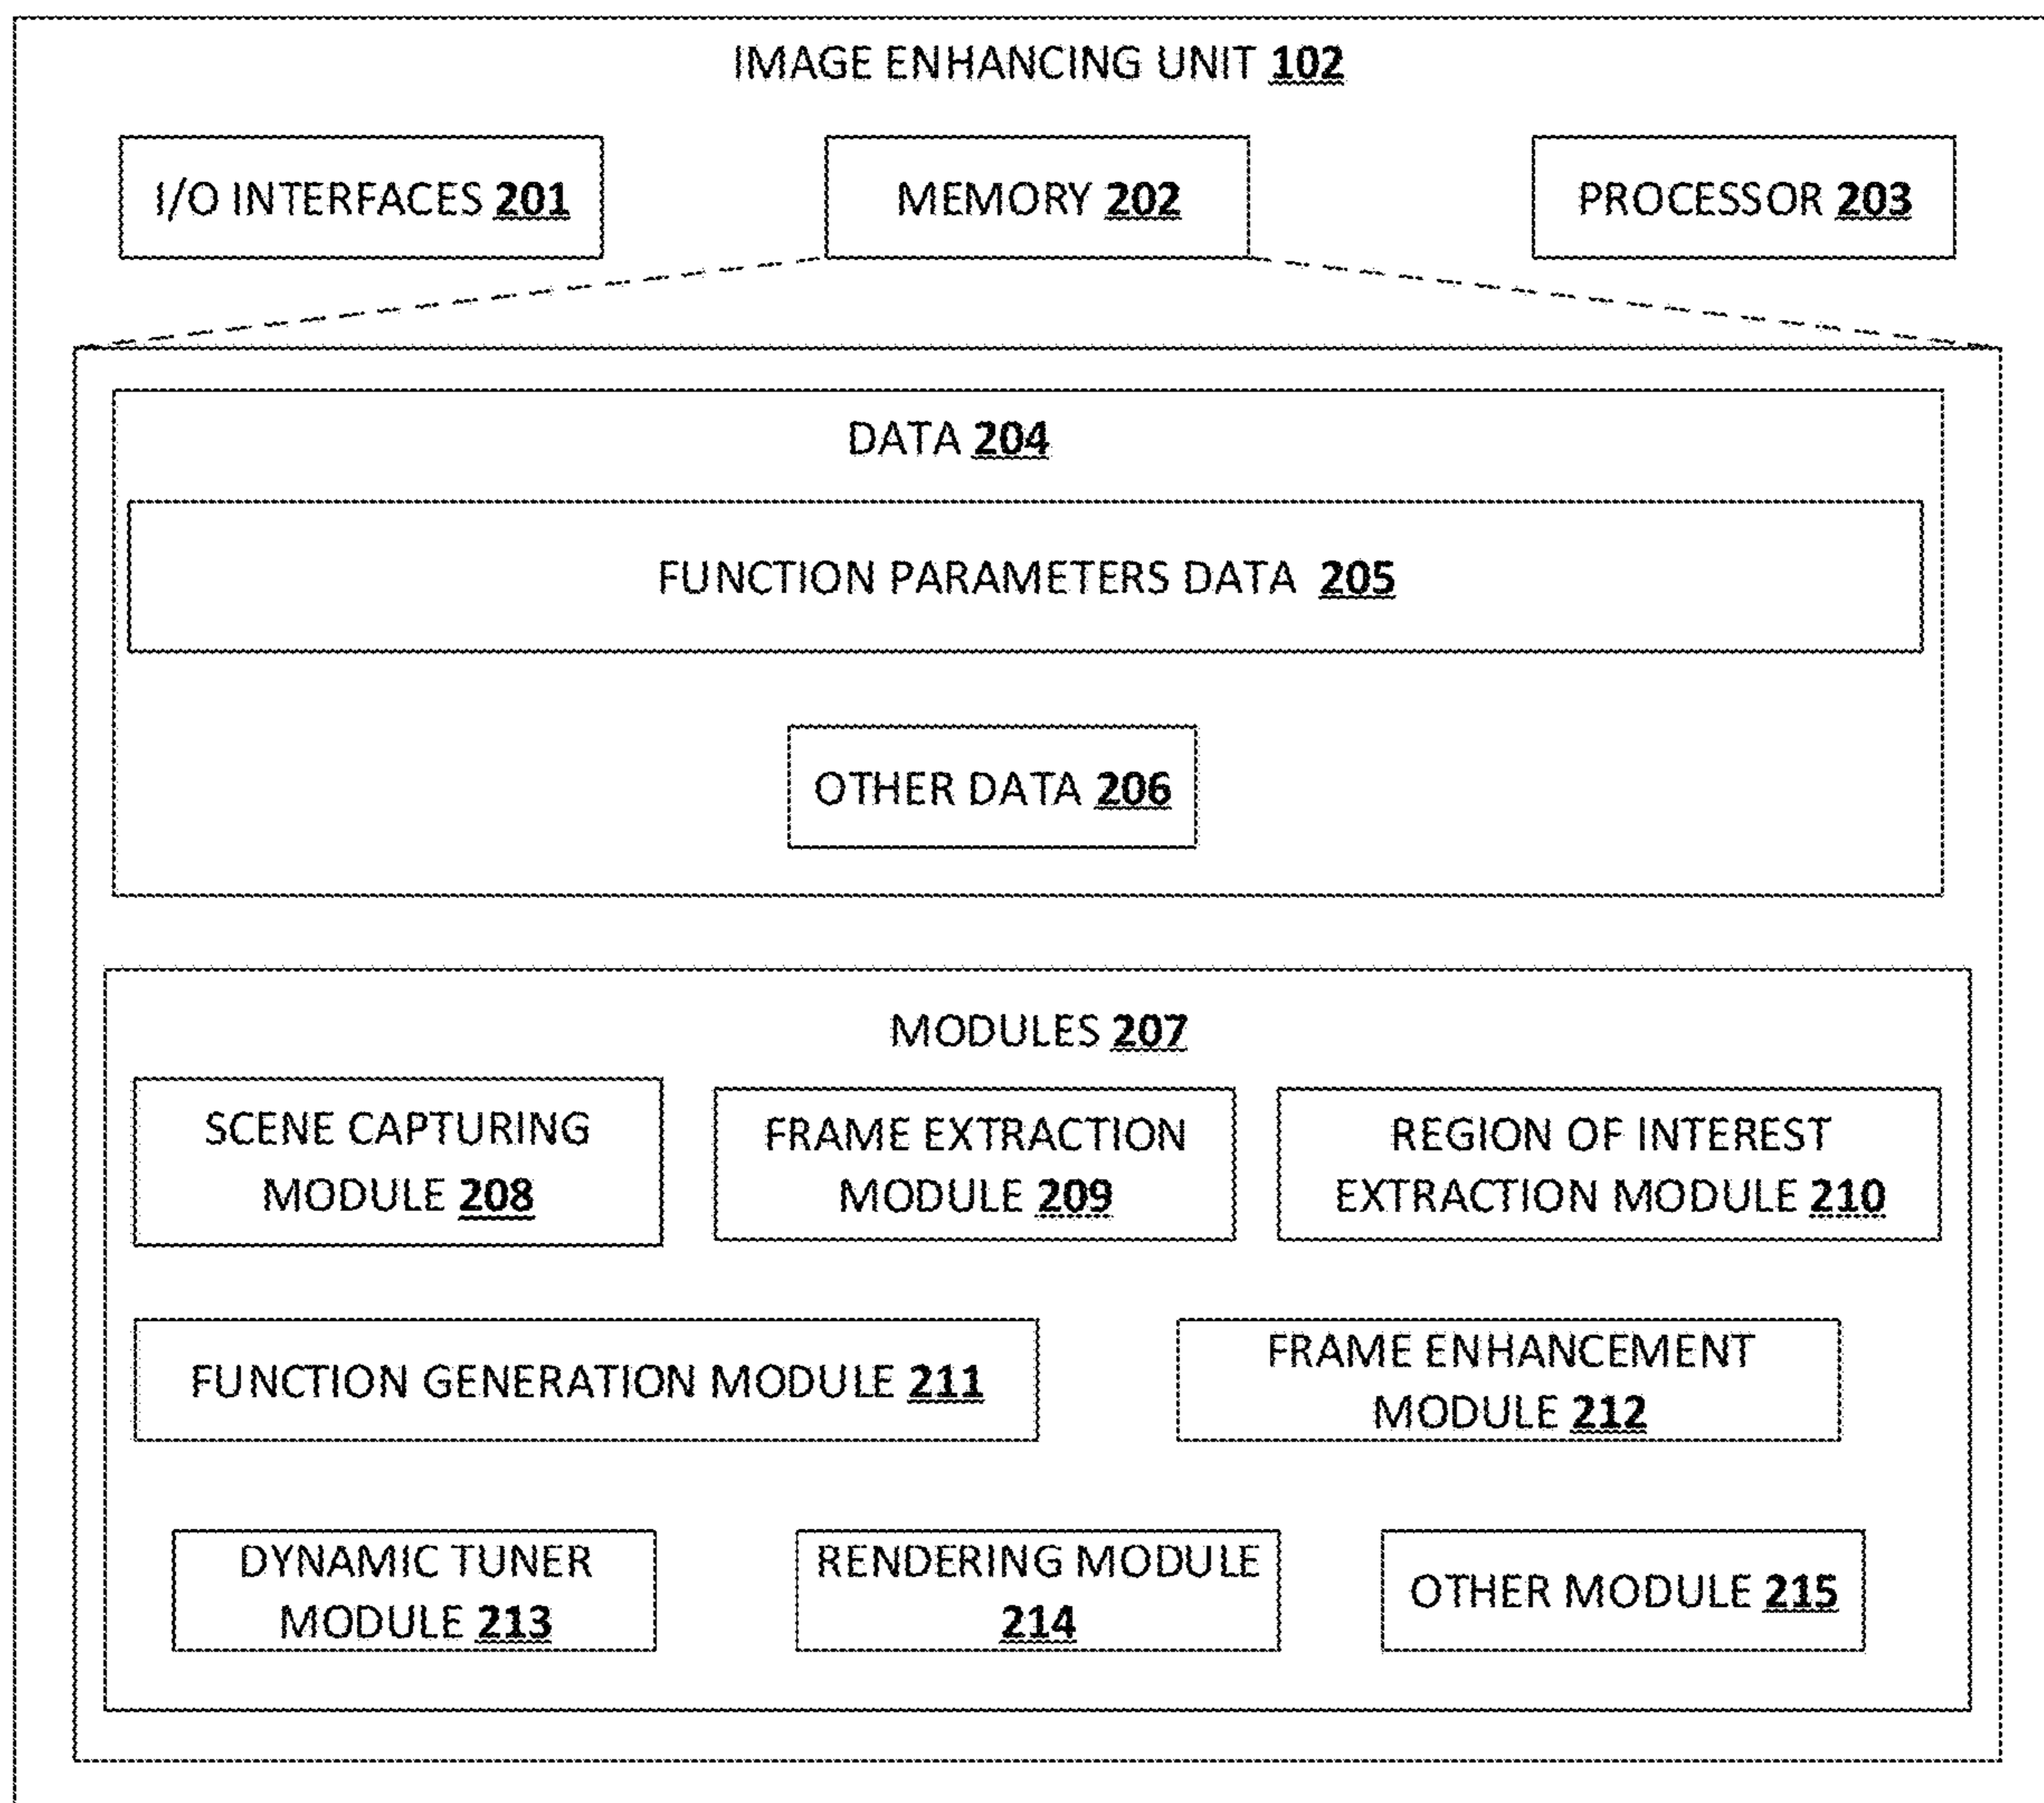 IMAGE ENHANCING UNIT 102
I/O INTERFACES 201
MEMORY 202
PROCESSOR 203
DATA 204
FUNCTION PARAMETERS DATA 205
OTHER DATA 206
MODULES 207
SCENE CAPTURING
MODULE 208
FRAME EXTRACTION
MODULE 209
REGION OF INTEREST
EXTRACTION MODULE 210
FUNCTION GENERATION MODULE 211
FRAME ENHANCEMENT
MODULE 212
DYNAMIC TUNER
MODULE 213
RENDERING MODULE
214
OTHER MODULE 215